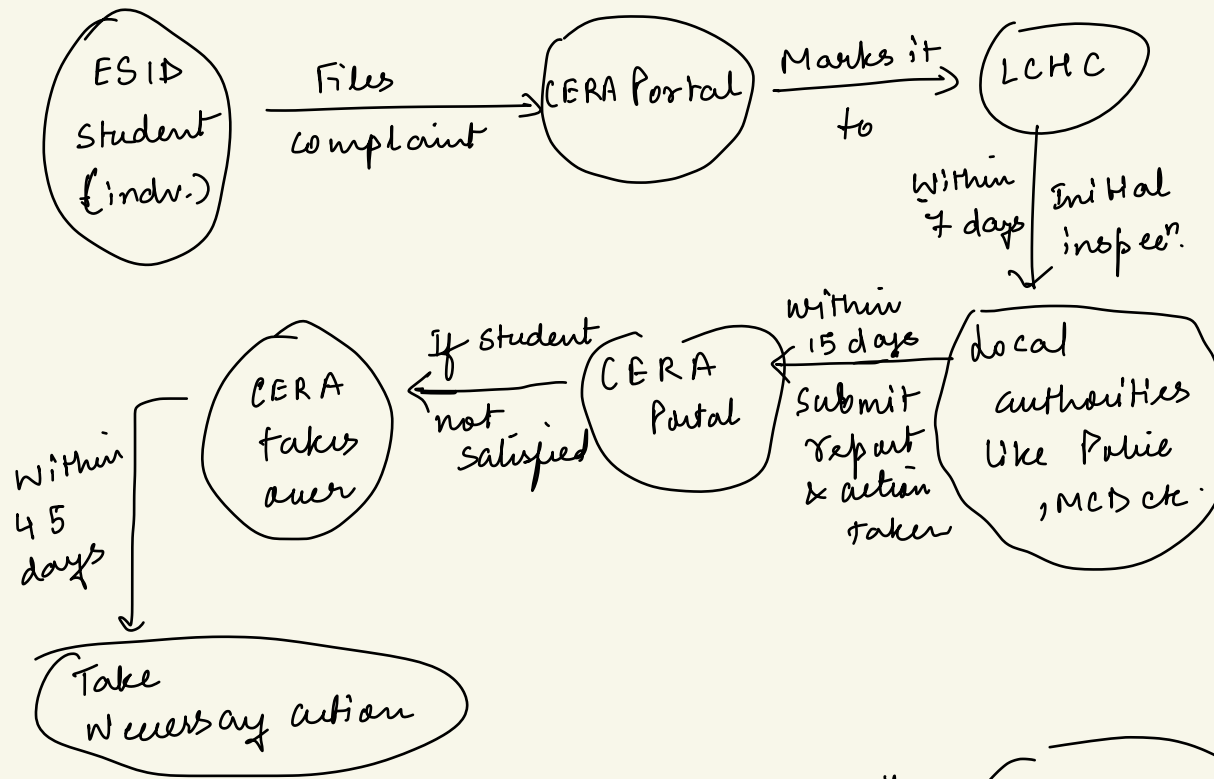 ESID
Student
(indv.)
Files
complaint
CERA Portal
Marks it
to
LCHC
Within
7 days
Initial
inspecⁿ.
Local
authorities
like Police
, MCD etc.
Within
15 days
Submit
report
& action
taken
CERA
Portal
If student
not
satisfied
CERA
takes
over
Within
45
days
Take
Necessay action